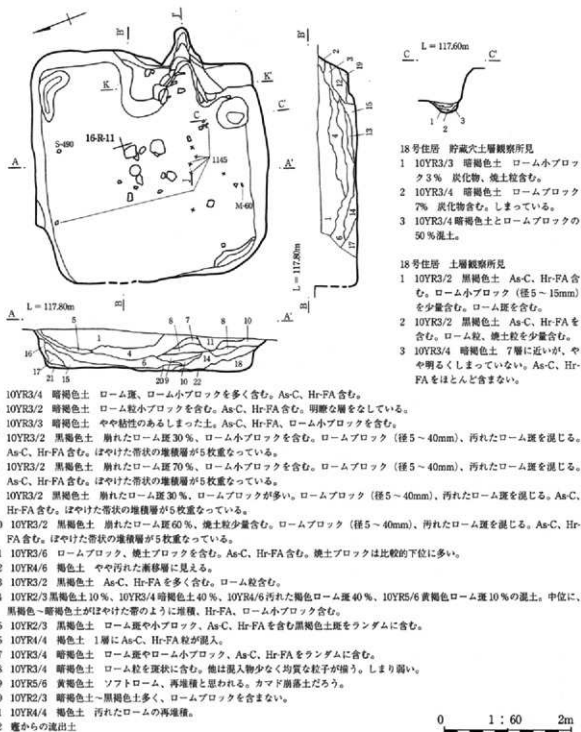 B'
J'
B'
C
L = 117.60m
C'
2
3
19
12
K
K'
C'
15
C
4
13
1
2
3
S-490
16-R-11
1145
A
A'
M-60
1
6
14
17
J
B
L = 117.80m
B
A
L = 117.80m
A'
5
8
7
8
10
1
11
4
6
14
18
16
17
21
15
20
9
10
22
18号住居 貯蔵穴土層観察所見
1 10YR3/3 暗褐色土 ローム小ブロッ
ク3% 炭化物、焼土粒含む。
2 10YR3/4 暗褐色土 ロームブロック
7% 炭化物含む。しまっている。
3 10YR3/4 暗褐色土とロームブロックの
50%混土。
18号住居 土層観察所見
1 10YR3/2 黒褐色土 As-C、Hr-FA含
む。ローム小ブロック（径5～15mm）
を少量含む。ローム斑を含む。
2 10YR3/2 黒褐色土 As-C、Hr-FAを
含む。ローム粒、焼土粒を少量含む。
3 10YR3/4 暗褐色土 7層に近いが、や
や明るくしまっていない。As-C、Hr-
FAをほとんど含まない。
10YR3/4 暗褐色土 ローム斑、ローム小ブロックを多く含む。As-C、Hr-FA含む。
10YR3/2 暗褐色土 ローム粒小ブロックを含む。As-C、Hr-FA含む。明瞭な層をなしている。
10YR3/3 暗褐色土 やや粘性のあるしまった土。As-C、Hr-FA、ローム小ブロックを含む。
10YR3/2 黒褐色土 崩れたローム斑30%、ローム小ブロックを含む。ロームブロック（径5～40mm）、汚れたローム斑を混じる。
As-C、Hr-FA含む。ぼやけた帯状の堆積層が5枚重なっている。
10YR3/2 黒褐色土 崩れたローム斑70%、ローム小ブロックを含む。ロームブロック（径5～40mm）、汚れたローム斑を混じる。
As-C、Hr-FA含む。ぼやけた帯状の堆積層が5枚重なっている。
10YR3/2 黒褐色土 崩れたローム斑30%、ロームブロックが多い。ロームブロック（径5～40mm）、汚れたローム斑を混じる。As-C、
Hr-FA含む。ぼやけた帯状の堆積層が5枚重なっている。
10YR3/2 黒褐色土 崩れたローム斑60%、焼土粒少量含む。ロームブロック（径5～40mm）、汚れたローム斑を混じる。As-C、Hr-
FA含む。ぼやけた帯状の堆積層が5枚重なっている。
10YR3/6 ロームブロック、焼土ブロックを含む。As-C、Hr-FA含む。焼土ブロックは比較的下位に多い。
10YR4/6 褐色土 やや汚れた漸移層に見える。
10YR3/2 黒褐色土 As-C、Hr-FAを多く含む。ローム粒含む。
10YR2/3黒褐色土10%、10YR3/4暗褐色土40%、10YR4/6汚れた褐色ローム斑40%、10YR5/6黄褐色ローム斑10%の混土。中位に、
黒褐色～暗褐色土がぼやけた帯のように堆積、Hr-FA、ローム小ブロック含む。
10YR2/3 黒褐色土 ローム斑や小ブロック、As-C、Hr-FAを含む黒褐色土斑をランダムに含む。
10YR4/4 褐色土 1層にAs-C、Hr-FA粒が混入。
10YR3/4 暗褐色土 ローム斑やローム小ブロック、As-C、Hr-FAをランダムに含む。
10YR3/4 暗褐色土 ローム粒を斑状に含む。他は混入物少なく均質な粒子が揃う。しまり弱い。
10YR5/6 黄褐色土 ソフトローム、再堆積と思われる。カマド崩落土だろう。
10YR2/3 暗褐色土～黒褐色土多く、ロームブロックを含まない。
10YR4/4 褐色土 汚れたロームの再堆積。
竈からの流出土
0 1：60 2m